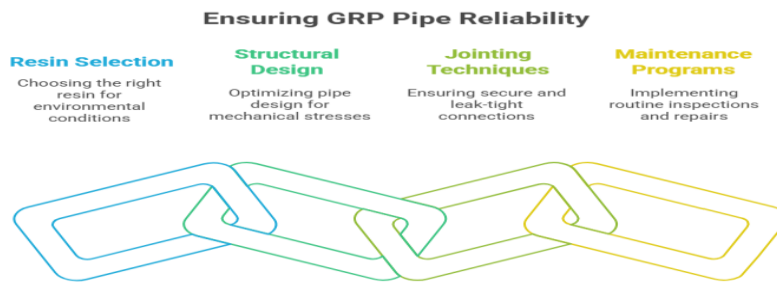 Ensuring GRP Pipe Reliability
Resin Selection
Choosing the right
resin for
environmental
conditions
Structural
Design
Optimizing pipe
design for
mechanical stresses
Jointing
Techniques
Ensuring secure and
leak-tight
connections
Maintenance
Programs
Implementing
routine inspections
and repairs